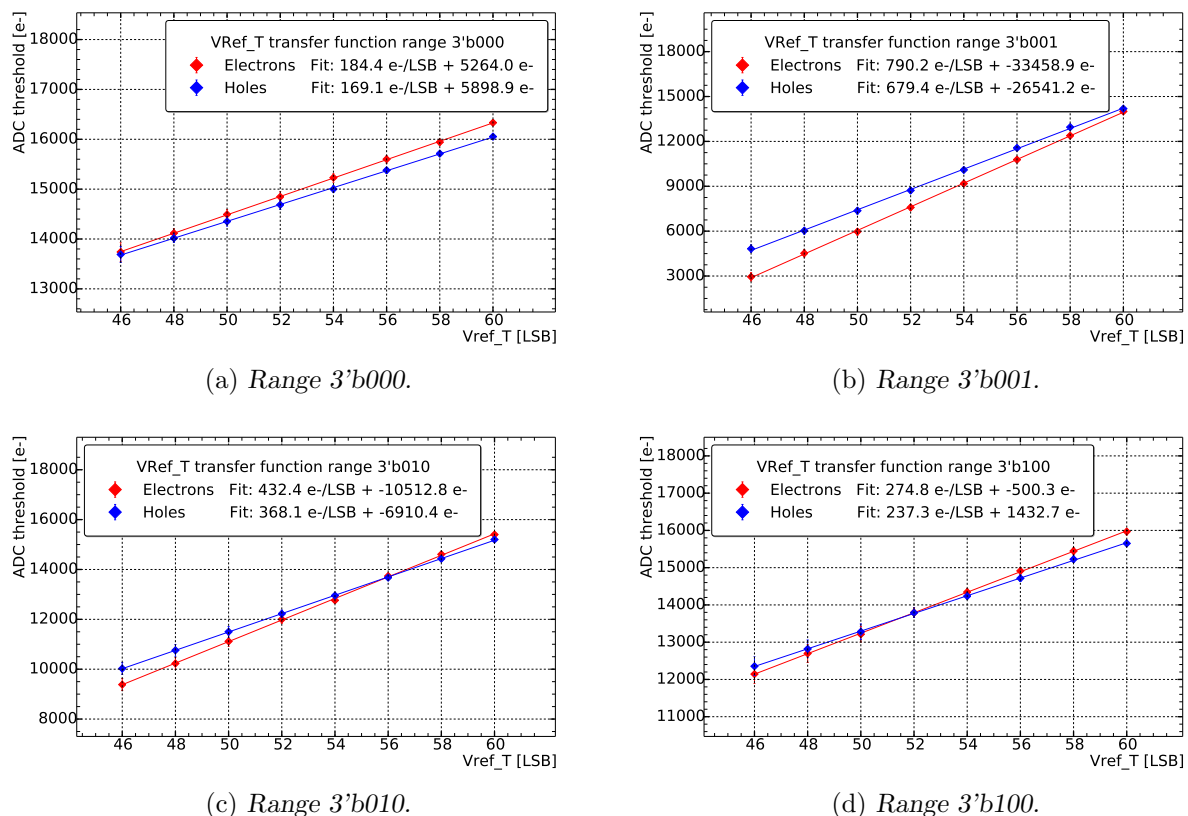 ADC threshold [e-]
18000
17000
16000
15000
14000
13000
VRef_T transfer function range 3'b000
Electrons Fit: 184.4 e-/LSB + 5264.0 e-
Holes Fit: 169.1 e-/LSB + 5898.9 e-
46 48 50 52 54 56 58 60
Vref_T [LSB]
(a) Range 3'b000.
ADC threshold [e-]
18000
15000
12000
9000
6000
3000
VRef_T transfer function range 3'b001
Electrons Fit: 790.2 e-/LSB + -33458.9 e-
Holes Fit: 679.4 e-/LSB + -26541.2 e-
46 48 50 52 54 56 58 60
Vref_T [LSB]
(b) Range 3'b001.
ADC threshold [e-]
18000
16000
14000
12000
10000
8000
VRef_T transfer function range 3'b010
Electrons Fit: 432.4 e-/LSB + -10512.8 e-
Holes Fit: 368.1 e-/LSB + -6910.4 e-
46 48 50 52 54 56 58 60
Vref_T [LSB]
(c) Range 3'b010.
ADC threshold [e-]
18000
17000
16000
15000
14000
13000
12000
11000
VRef_T transfer function range 3'b100
Electrons Fit: 274.8 e-/LSB + -500.3 e-
Holes Fit: 237.3 e-/LSB + 1432.7 e-
46 48 50 52 54 56 58 60
Vref_T [LSB]
(d) Range 3'b100.